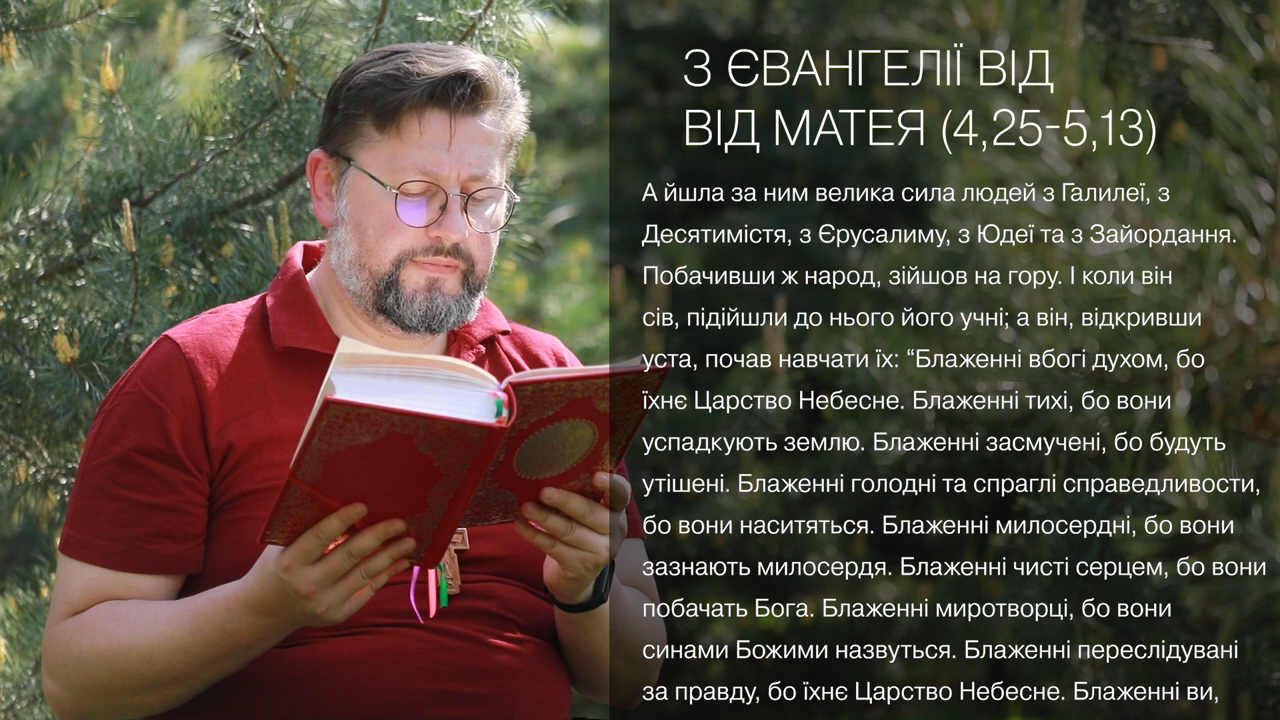 З ЄВАНГЕЛІЇ ВІД
ВІД МАТЕЯ (4,25-5,13)
А йшла за ним велика сила людей з Галилеї, з
Десятимістя, з Єрусалиму, з Юдеї та з Зайордання.
Побачивши ж народ, зійшов на гору. І коли він
сів, підійшли до нього його учні; а він, відкривши
уста, почав навчати їх: “Блаженні вбогі духом, бо
їхнє Царство Небесне. Блаженні тихі, бо вони
успадкують землю. Блаженні засмучені, бо будуть
утішені. Блаженні голодні та спраглі справедливости,
бо вони наситяться. Блаженні милосердні, бо вони
зазнають милосердя. Блаженні чисті серцем, бо вони
побачать Бога. Блаженні миротворці, бо вони
синами Божими назвуться. Блаженні переслідувані
за правду, бо їхнє Царство Небесне. Блаженні ви,